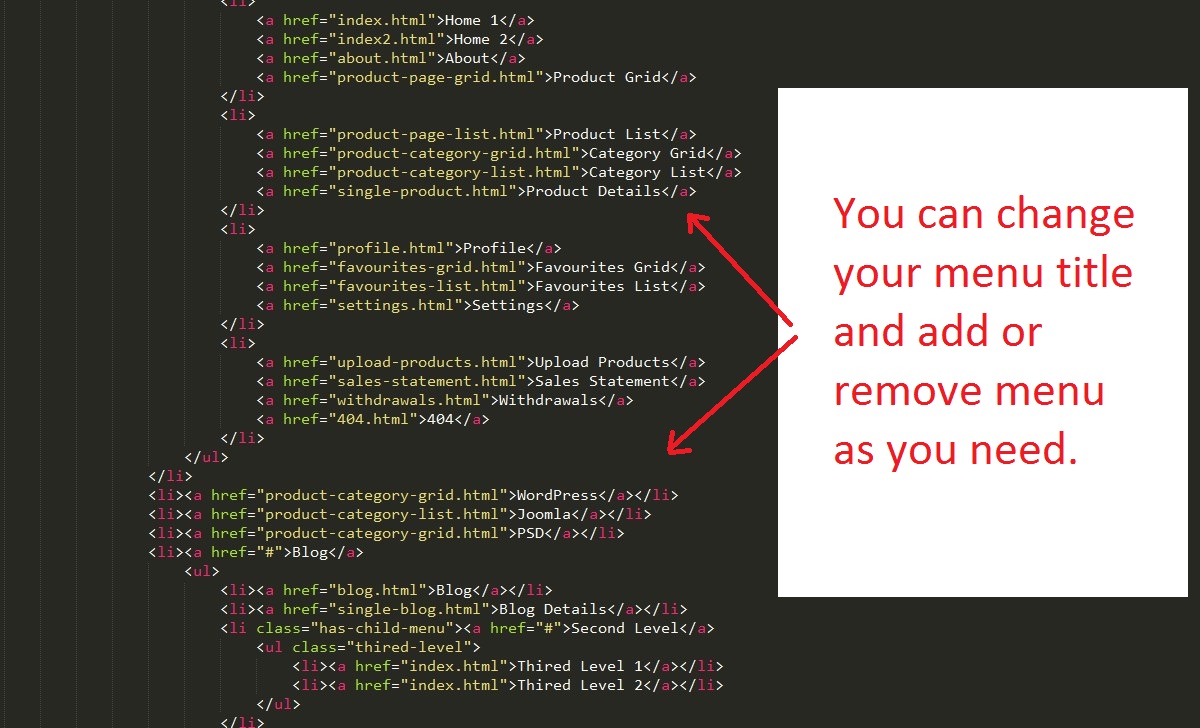 <li>
<a href="index.html">Home 1</a>
<a href="index2.html">Home 2</a>
<a href="about.html">About</a>
<a href="product-page-grid.html">Product Grid</a>
</li>
<li>
<a href="product-page-list.html">Product List</a>
<a href="product-category-grid.html">Category Grid</a>
<a href="product-category-list.html">Category List</a>
<a href="single-product.html">Product Details</a>
</li>
<li>
<a href="profile.html">Profile</a>
<a href="favourites-grid.html">Favourites Grid</a>
<a href="favourites-list.html">Favourites List</a>
<a href="settings.html">Settings</a>
</li>
<li>
<a href="upload-products.html">Upload Products</a>
<a href="sales-statement.html">Sales Statement</a>
<a href="withdrawals.html">Withdrawals</a>
<a href="404.html">404</a>
</li>
</ul>
</li>
<li><a href="product-category-grid.html">WordPress</a></li>
<li><a href="product-category-list.html">Joomla</a></li>
<li><a href="product-category-grid.html">PSD</a></li>
<li><a href="#">Blog</a>
<ul>
<li><a href="blog.html">Blog</a></li>
<li><a href="single-blog.html">Blog Details</a></li>
<li class="has-child-menu"><a href="#">Second Level</a>
<ul class="thired-level">
<li><a href="index.html">Thired Level 1</a></li>
<li><a href="index.html">Thired Level 2</a></li>
</ul>
</li>
You can change
your menu title
and add or
remove menu
as you need.